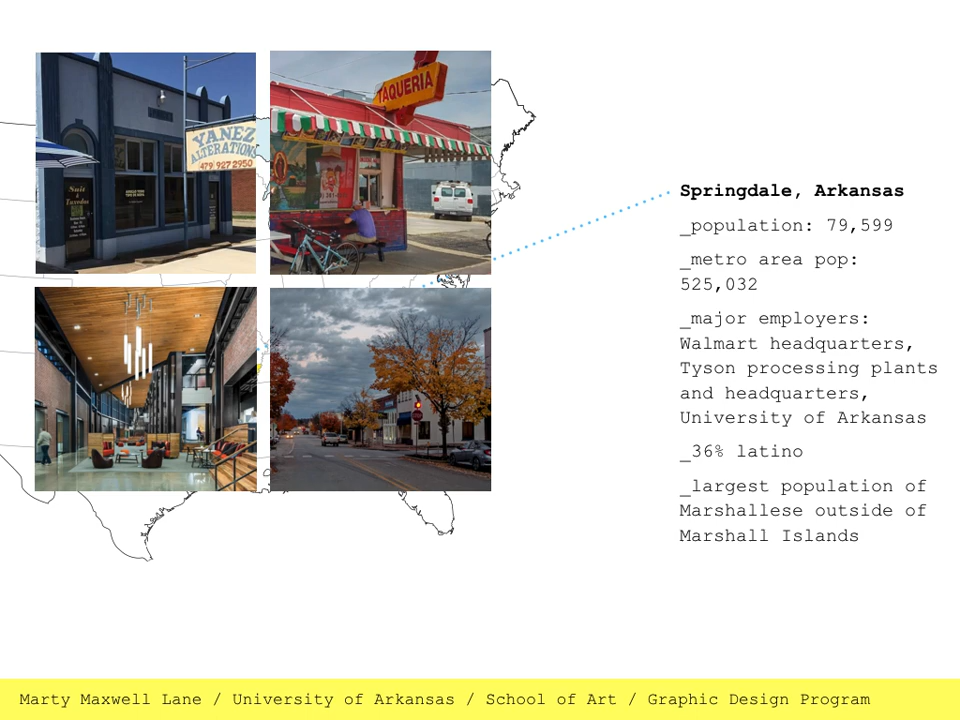 YANEZ
ALTERATIONS
479 927 2950
Suit
&
Tuxedos
TAQUERIA
Springdale, Arkansas
_population: 79,599
_metro area pop:
525,032
_major employers:
Walmart headquarters,
Tyson processing plants
and headquarters,
University of Arkansas
_36% latino
_largest population of
Marshallese outside of
Marshall Islands
Marty Maxwell Lane / University of Arkansas / School of Art / Graphic Design Program